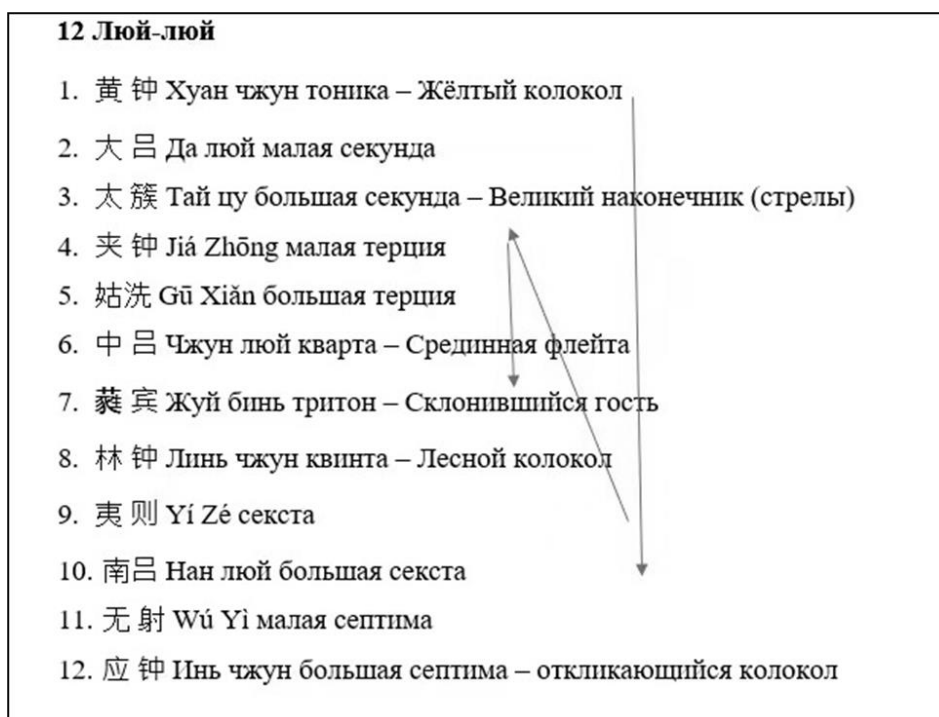 12 Люй-люй
1. 黄 钟 Хуан чжун тоника – Жёлтый колокол
2. 大 吕 Да люй малая секунда
3. 太 簇 Тай цу большая секунда – Великий наконечник (стрелы)
4. 夹 钟 Jiá Zhōng малая терция
5. 姑洗 Gū Xiǎn большая терция
6. 中 吕 Чжун люй кварта – Срединная флейта
7. 蕤 宾 Жуй бинь тритон – Склонившийся гость
8. 林 钟 Линь чжун квинта – Лесной колокол
9. 夷 则 Yí Zé секста
10. 南吕 Нан люй большая секста
11. 无 射 Wú Yì малая септима
12. 应 钟 Инь чжун большая септима – откликающийся колокол